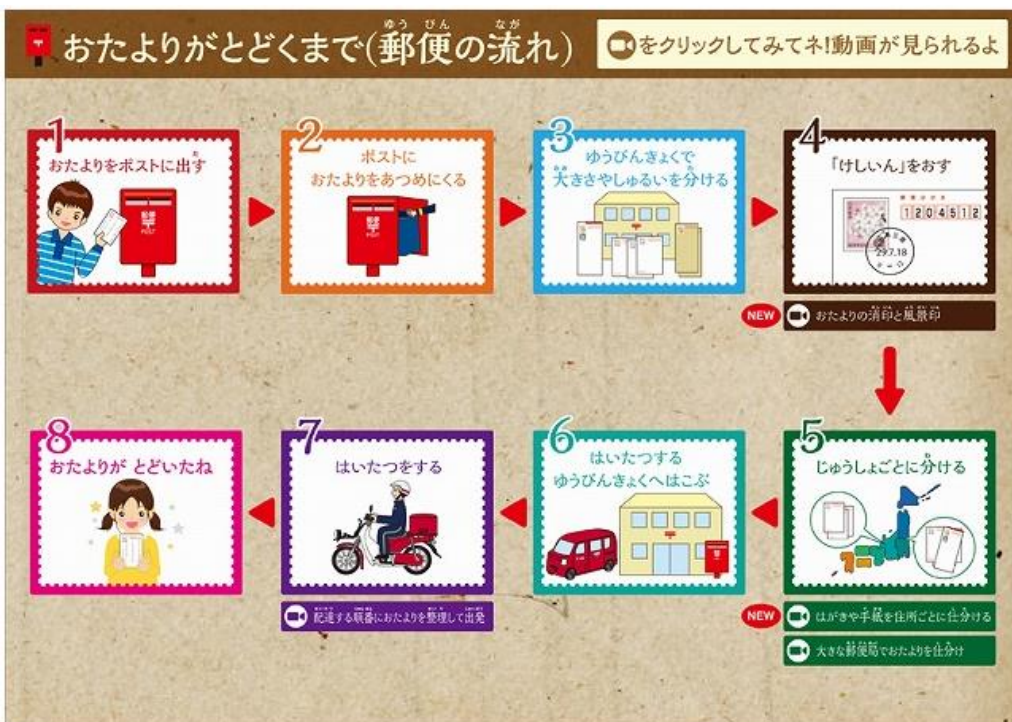 おたよりがとどくまで(郵便の流れ)
をクリックしてみてネ!動画が見られるよ
1
おたよりをポストに出す
郵便
POST
2
ポストに
おたよりをあつめにくる
郵便
POST
3
ゆうびんきょくで
大きさやしゅるいを分ける
4
「けしいん」をおす
1204512
29.7.18
NEW
おたよりの消印と風景印
5
じゅうしょごとに分ける
NEW
はがきや手紙を住所ごとに仕分ける
大きな郵便局でおたよりを仕分け
6
はいたつする
ゆうびんきょくへはこぶ
7
はいたつをする
配達する順番におたよりを整理して出発
8
おたよりが とどいたね